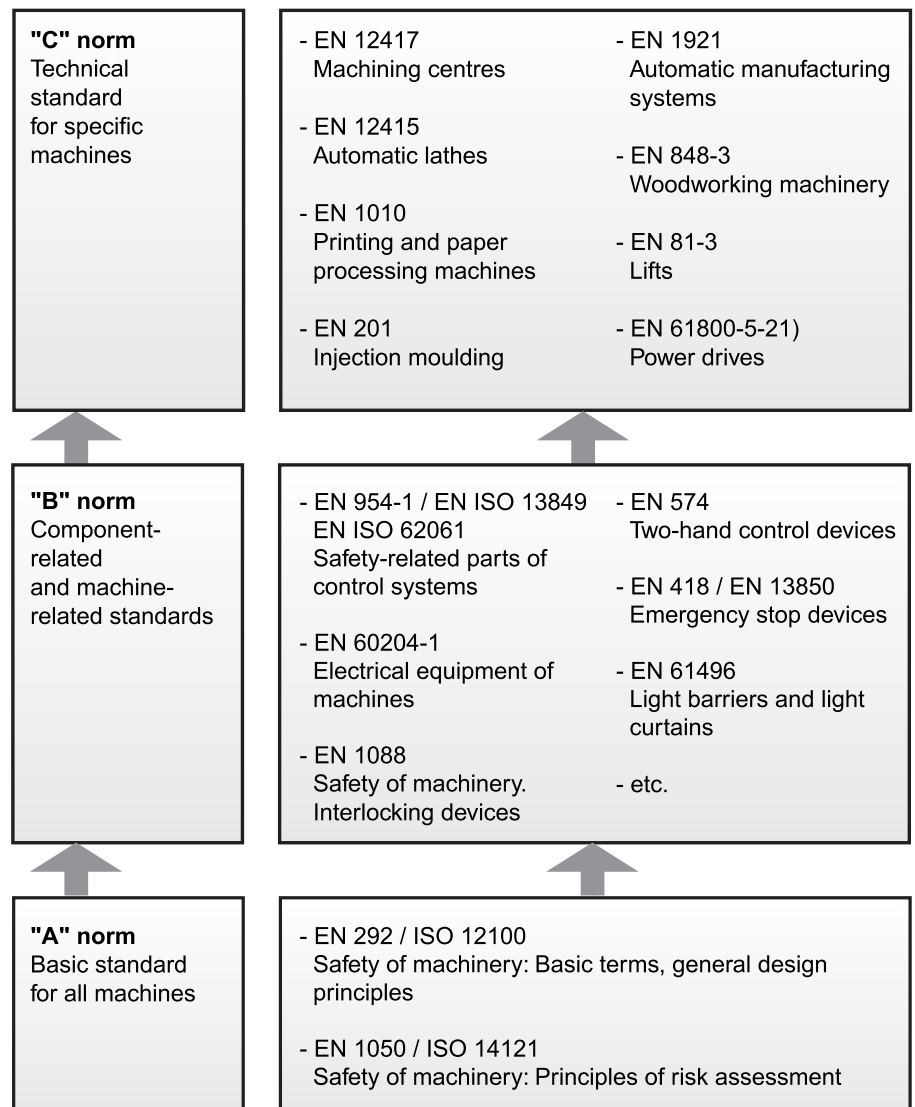 "C" norm
Technical
standard
for specific
machines
- EN 12417
Machining centres
- EN 12415
Automatic lathes
- EN 1010
Printing and paper
processing machines
- EN 201
Injection moulding
- EN 1921
Automatic manufacturing
systems
- EN 848-3
Woodworking machinery
- EN 81-3
Lifts
- EN 61800-5-21)
Power drives
"B" norm
Component-
related
and machine-
related standards
- EN 954-1 / EN ISO 13849
EN ISO 62061
Safety-related parts of
control systems
- EN 60204-1
Electrical equipment of
machines
- EN 1088
Safety of machinery.
Interlocking devices
- EN 574
Two-hand control devices
- EN 418 / EN 13850
Emergency stop devices
- EN 61496
Light barriers and light
curtains
- etc.
"A" norm
Basic standard
for all machines
- EN 292 / ISO 12100
Safety of machinery: Basic terms, general design
principles
- EN 1050 / ISO 14121
Safety of machinery: Principles of risk assessment